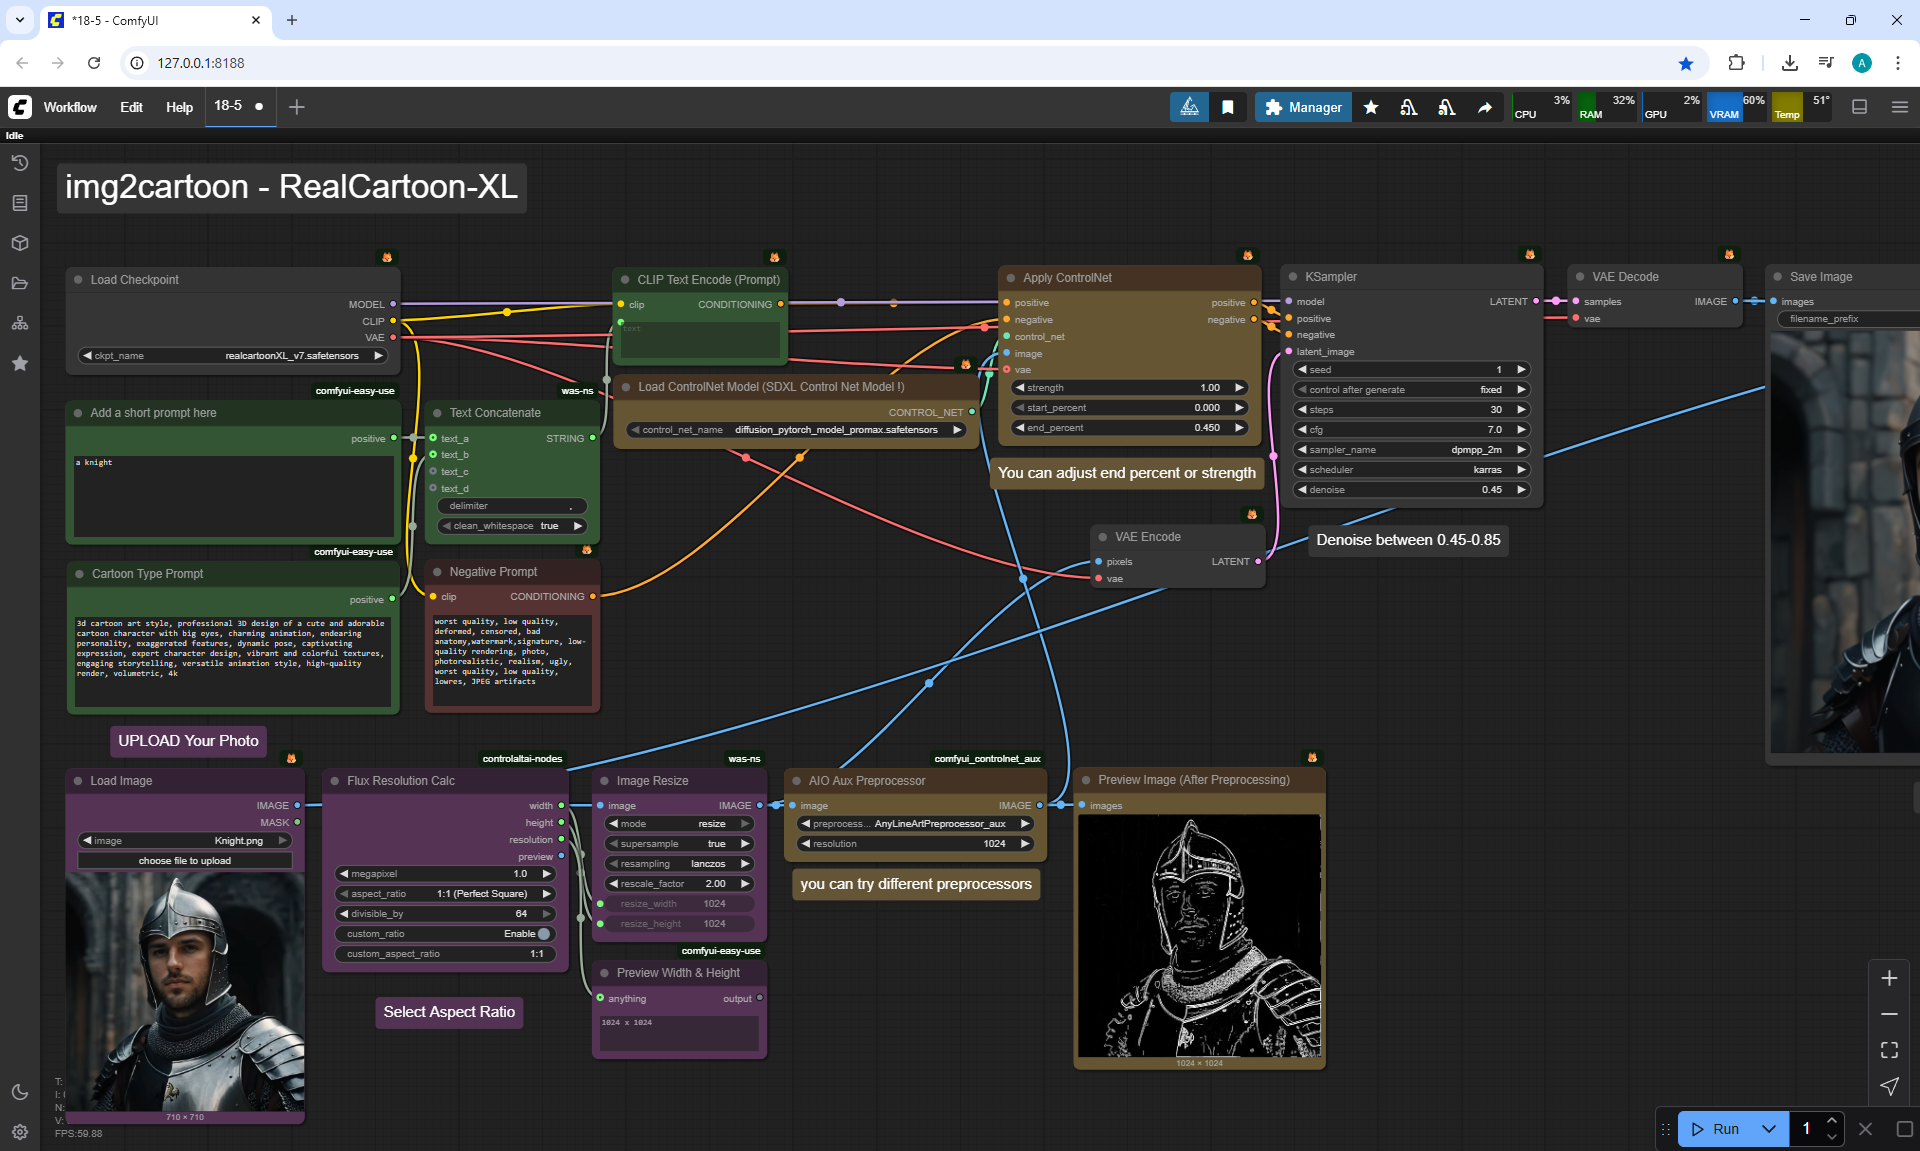 *18-5 - ComfyUI
127.0.0.1:8188
A
Workflow Edit Help 18-5
Manager
CPU 3% RAM 32% GPU 2% VRAM 60% Temp 51°
Idle
img2cartoon - RealCartoon-XL
Load Checkpoint
MODEL
CLIP
VAE
ckpt_name realcartoonXL_v7.safetensors
CLIP Text Encode (Prompt)
clip CONDITIONING
text
Apply ControlNet
positive positive
negative negative
control_net
image
vae
strength 1.00
start_percent 0.000
end_percent 0.450
KSampler
model LATENT
positive
negative
latent_image
seed 1
control after generate fixed
steps 30
cfg 7.0
sampler_name dpmpp_2m
scheduler karras
denoise 0.45
VAE Decode
samples IMAGE
vae
Save Image
images
filename_prefix
comfyui-easy-use
Add a short prompt here
positive
a knight
was-ns
Text Concatenate
text_a STRING
text_b
text_c
text_d
delimiter ,
clean_whitespace true
Load ControlNet Model (SDXL Control Net Model !)
CONTROL_NET
control_net_name diffusion_pytorch_model_promax.safetensors
You can adjust end percent or strength
VAE Encode
pixels LATENT
vae
Denoise between 0.45-0.85
comfyui-easy-use
Cartoon Type Prompt
positive
3d cartoon art style, professional 3D design of a cute and adorable
cartoon character with big eyes, charming animation, endearing
personality, exaggerated features, dynamic pose, captivating
expression, expert character design, vibrant and colorful textures,
engaging storytelling, versatile animation style, high-quality
render, volumetric, 4k
Negative Prompt
clip CONDITIONING
worst quality, low quality,
deformed, censored, bad
anatomy,watermark,signature, low-
quality rendering, photo,
photorealistic, realism, ugly,
worst quality, low quality,
lowres, JPEG artifacts
UPLOAD Your Photo
Load Image
IMAGE
MASK
image Knight.png
choose file to upload
710 × 710
controlaltai-nodes
Flux Resolution Calc
width
height
resolution
preview
megapixel 1.0
aspect_ratio 1:1 (Perfect Square)
divisible_by 64
custom_ratio Enable
custom_aspect_ratio 1:1
Select Aspect Ratio
was-ns
Image Resize
image IMAGE
mode resize
supersample true
resampling lanczos
rescale_factor 2.00
resize_width 1024
resize_height 1024
comfyui-easy-use
Preview Width & Height
anything output
1024 x 1024
comfyui_controlnet_aux
AIO Aux Preprocessor
image IMAGE
preprocess... AnyLineArtPreprocessor_aux
resolution 1024
you can try different preprocessors
Preview Image (After Preprocessing)
images
1024 × 1024
T:
I:
N:
V:
FPS:59.88
Run 1